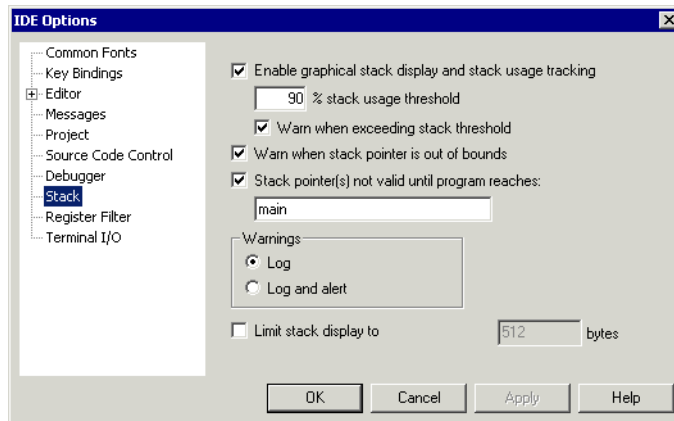 IDE Options
Common Fonts
Key Bindings
Editor
Messages
Project
Source Code Control
Debugger
Stack
Register Filter
Terminal I/O
Enable graphical stack display and stack usage tracking
90 % stack usage threshold
Warn when exceeding stack threshold
Warn when stack pointer is out of bounds
Stack pointer(s) not valid until program reaches:
main
Warnings
Log
Log and alert
Limit stack display to 512 bytes
OK Cancel Apply Help